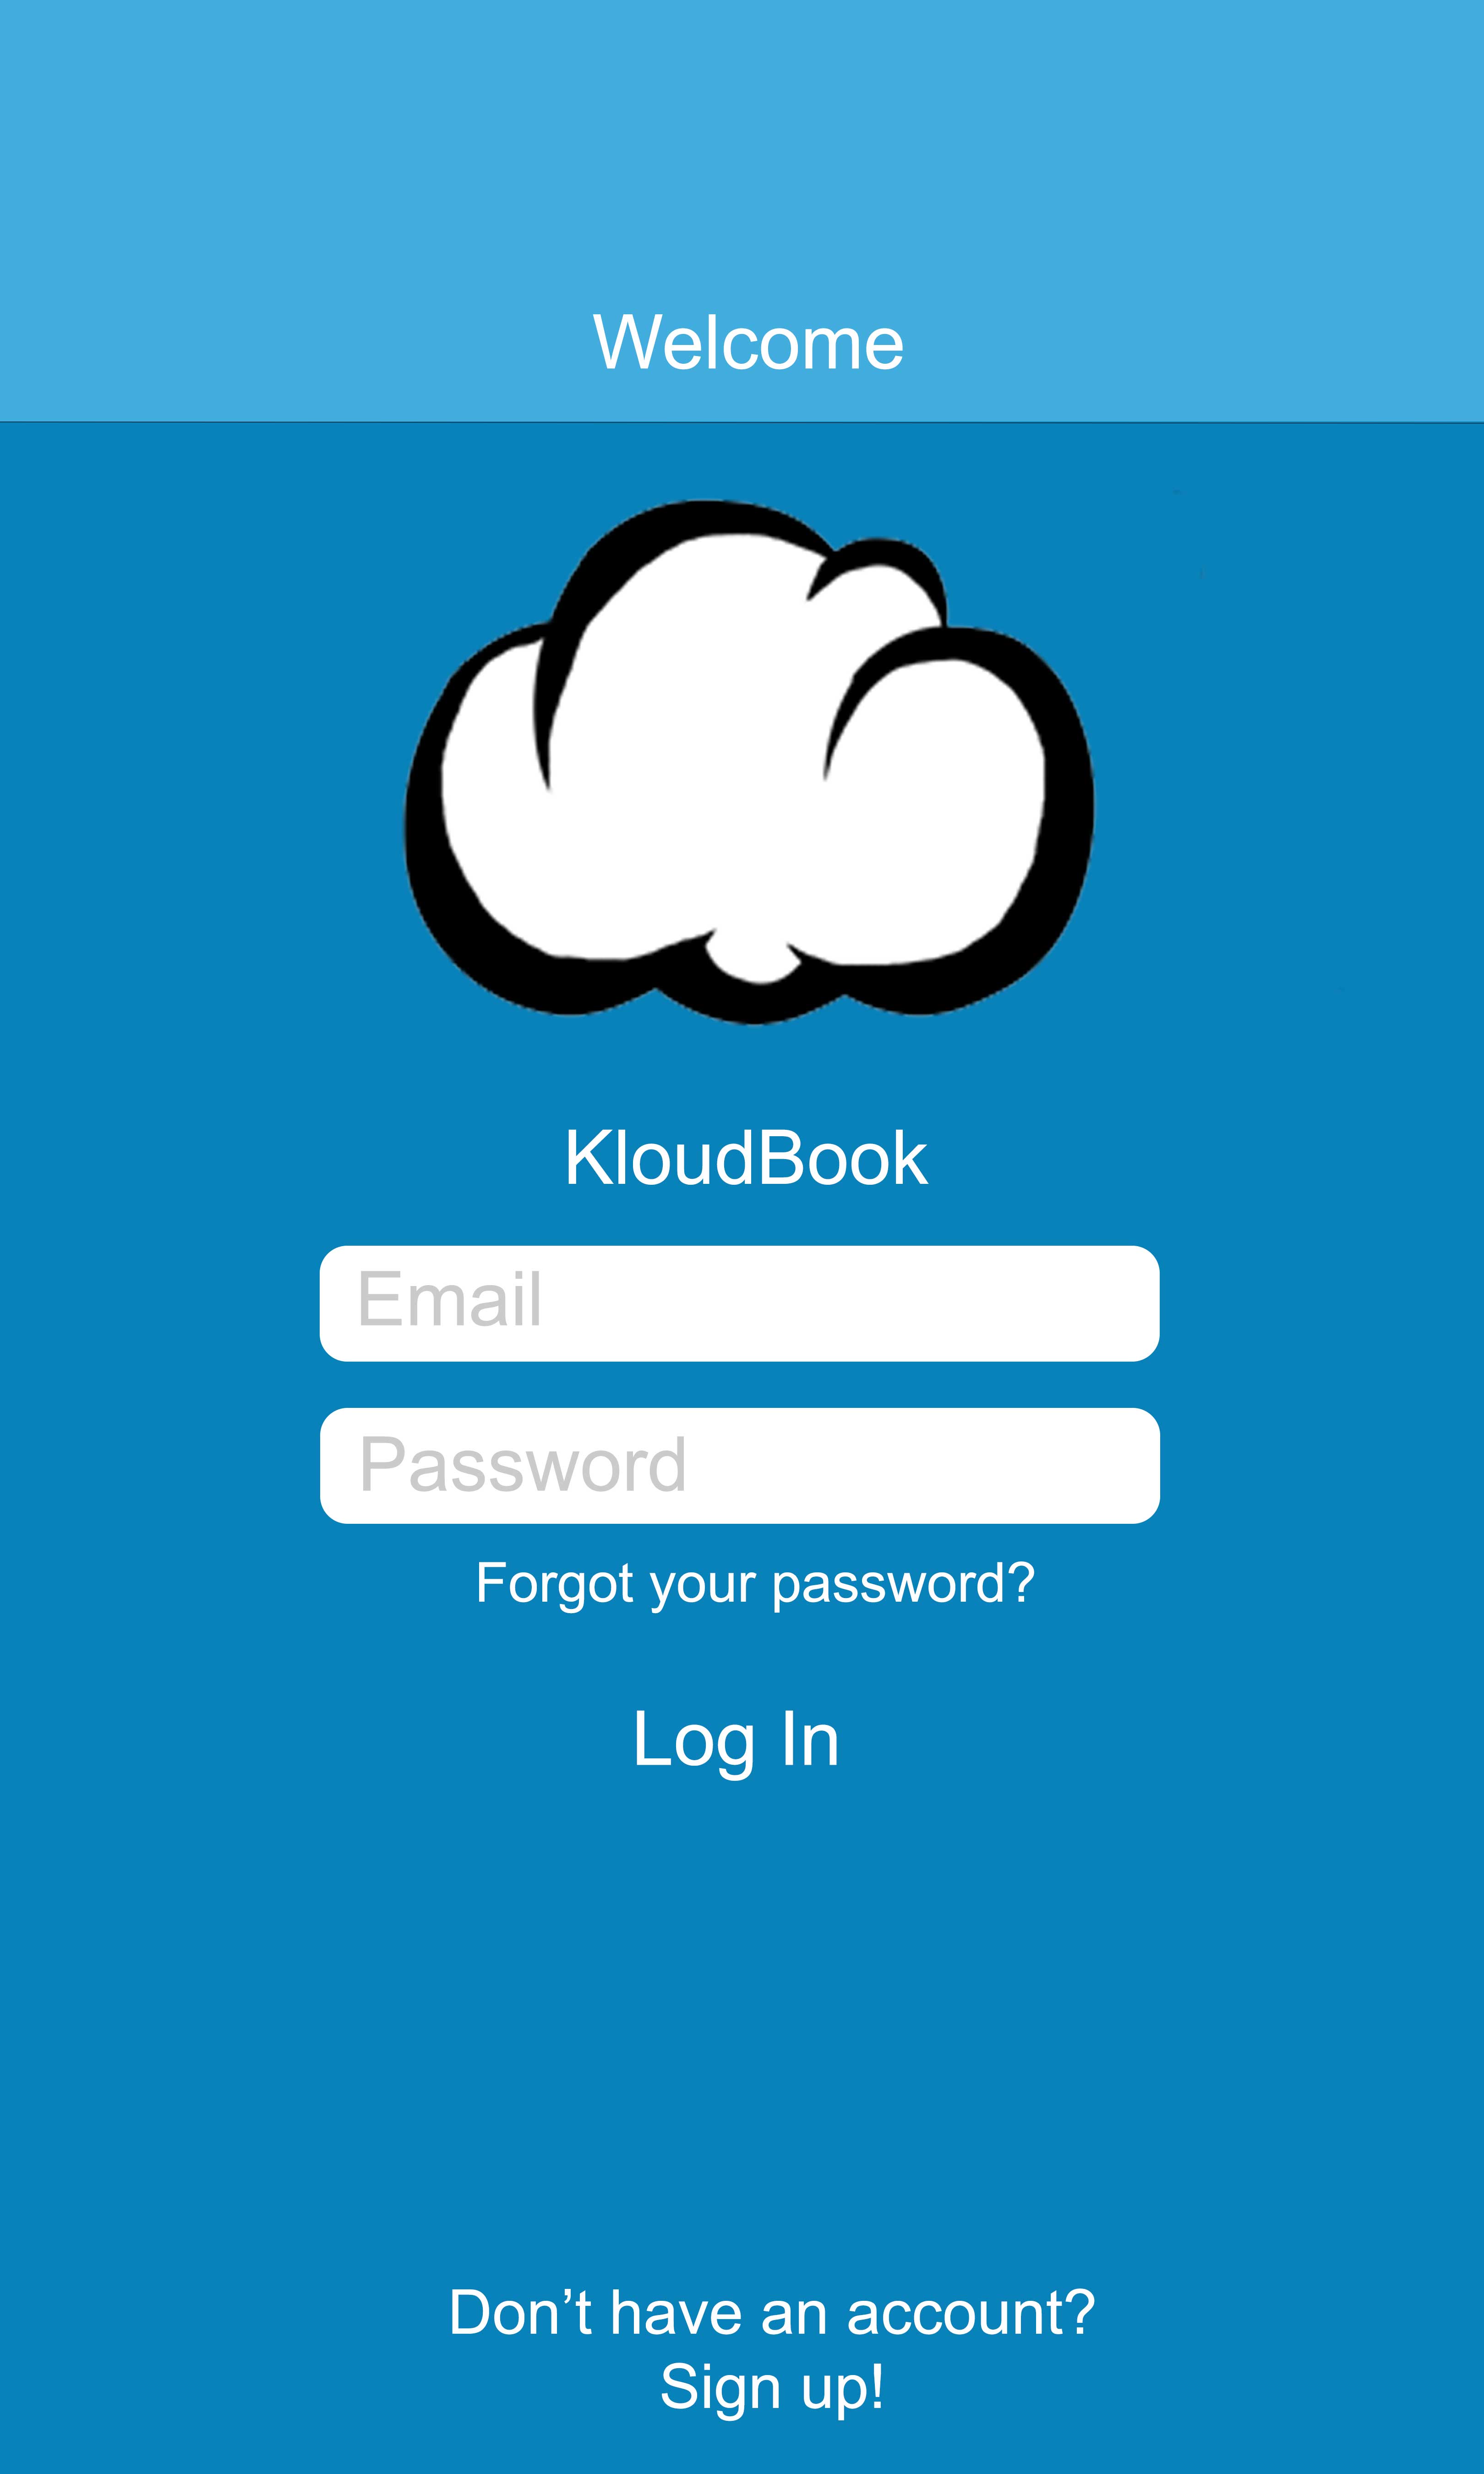 Welcome
KloudBook
Email
Password
Forgot your password?
Log In
Don’t have an account?
Sign up!